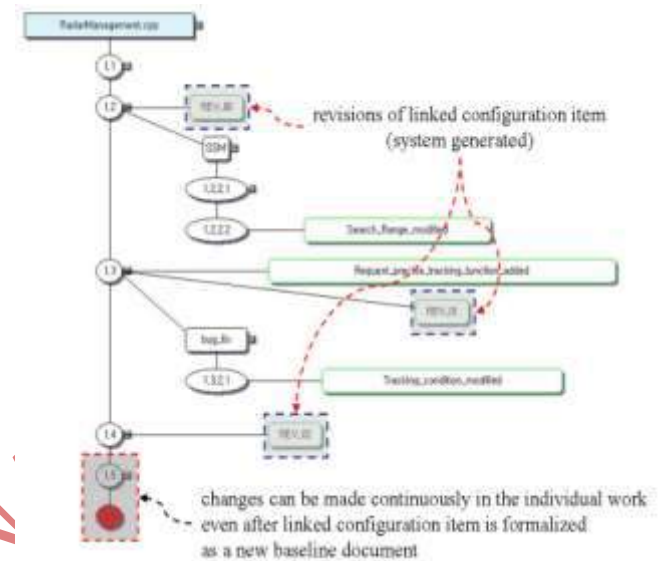 RadarManagement.cpp
1.1
1.2
revisions of linked configuration item
(system generated)
SSM
1.2.2.1
1.2.2.2
Search_Range_modified
1.3
Request_profile_tracking_function_added
bug_fix
1.3.2.1
Tracking_condition_modified
1.4
1.5
changes can be made continuously in the individual work
even after linked configuration item is formalized
as a new baseline document